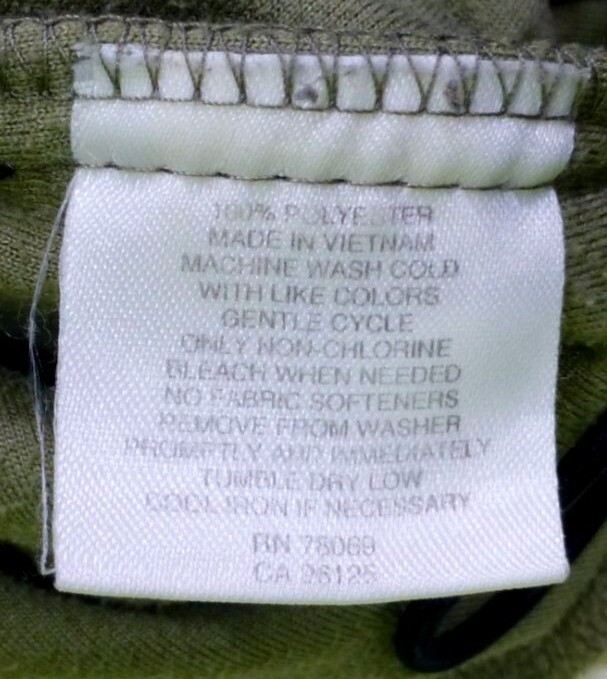 100% POLYESTER
MADE IN VIETNAM
MACHINE WASH COLD
WITH LIKE COLORS
GENTLE CYCLE
ONLY NON-CHLORINE
BLEACH WHEN NEEDED
NO FABRIC SOFTENERS
REMOVE FROM WASHER
PROMPTLY AND IMMEDIATELY
TUMBLE DRY LOW
COOL IRON IF NECESSARY
RN 78069
CA 26125